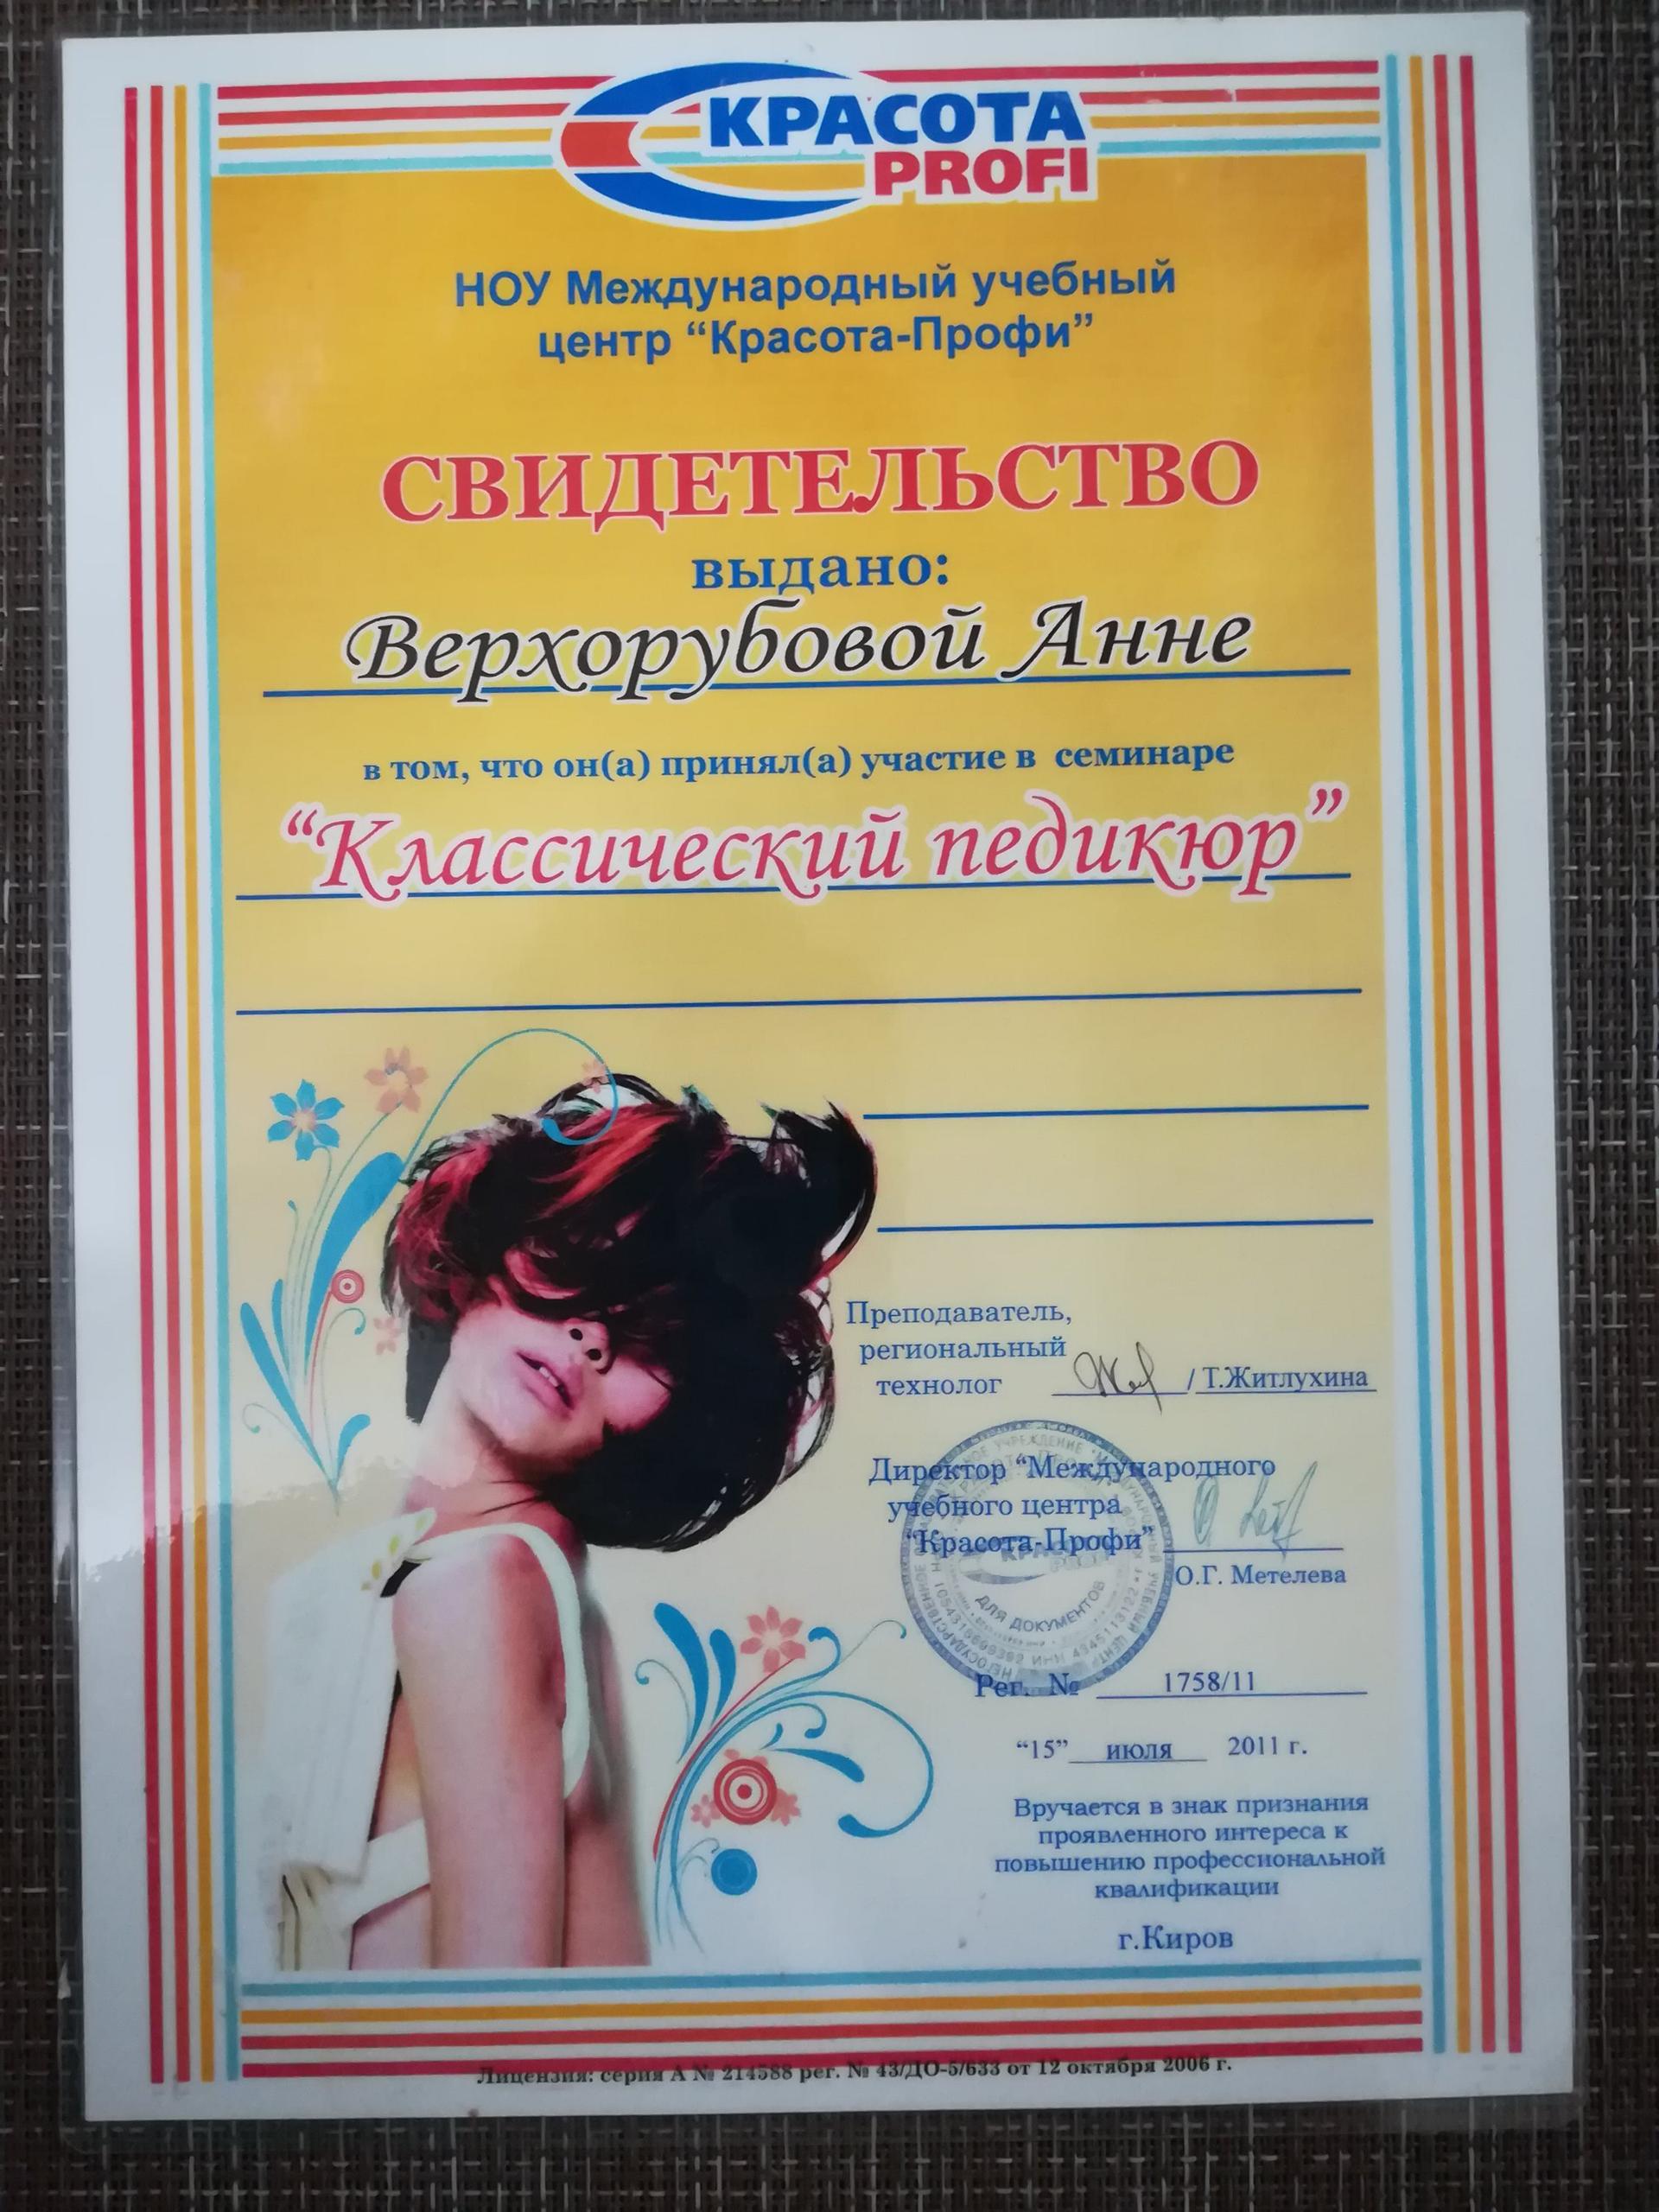 КРАСОТА
PROFI
НОУ Международный учебный
центр “Красота-Профи”
СВИДЕТЕЛЬСТВО
выдано:
Верхорубовой Анне
в том, что он(а) принял(а) участие в семинаре
“Классический педикюр”
Преподаватель,
региональный
технолог / Т.Житлухина
Директор “Международного
учебного центра
“Красота-Профи”
О.Г. Метелева
ДЛЯ ДОКУМЕНТОВ
Рег. № 1758/11
“15” июля 2011 г.
Вручается в знак признания
проявленного интереса к
повышению профессиональной
квалификации
г.Киров
Лицензия: серия А № 214588 рег. № 43/ДО-5/633 от 12 октября 2006 г.